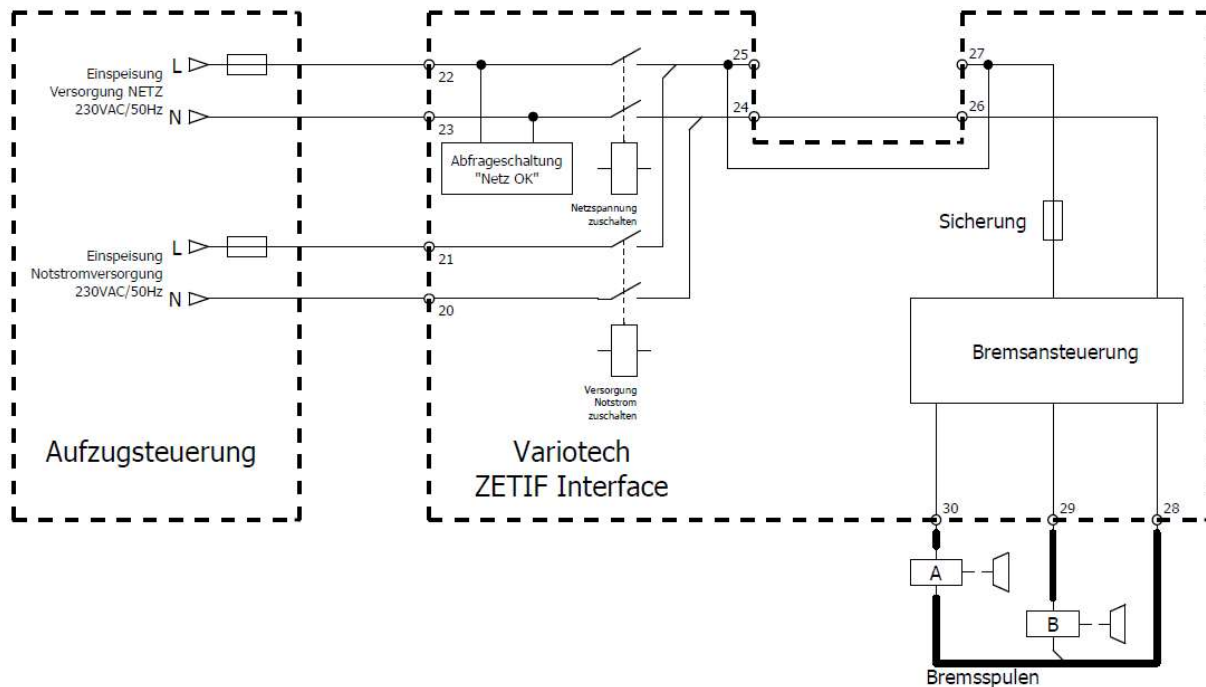 Einspeisung
Versorgung NETZ
230VAC/50Hz
L
N
22
23
Abfrageschaltung
"Netz OK"
Netzspannung
zuschalten
25
24
27
26
Einspeisung
Notstromversorgung
230VAC/50Hz
L
N
21
20
Versorgung
Notstrom
zuschalten
Sicherung
Bremsansteuerung
Aufzugsteuerung
Variotech
ZETIF Interface
30
29
28
A
B
Bremsspulen